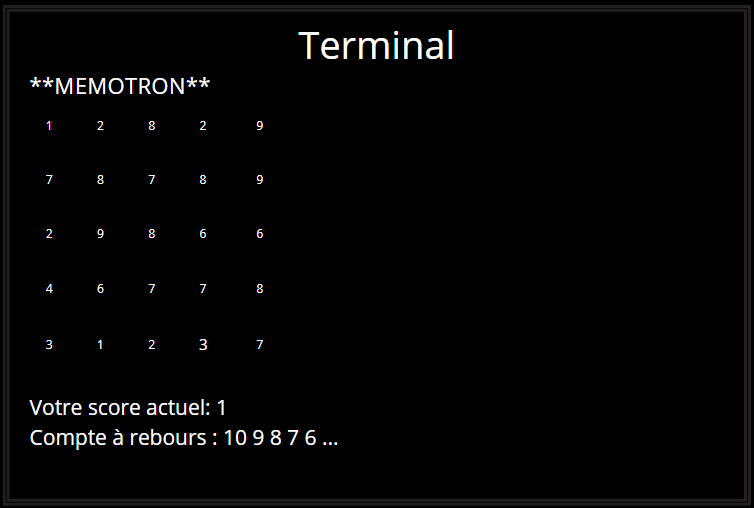 Terminal
**MEMOTRON**
1 2 8 2 9
7 8 7 8 9
2 9 8 6 6
4 6 7 7 8
3 1 2 3 7
Votre score actuel: 1
Compte à rebours : 10 9 8 7 6 ...